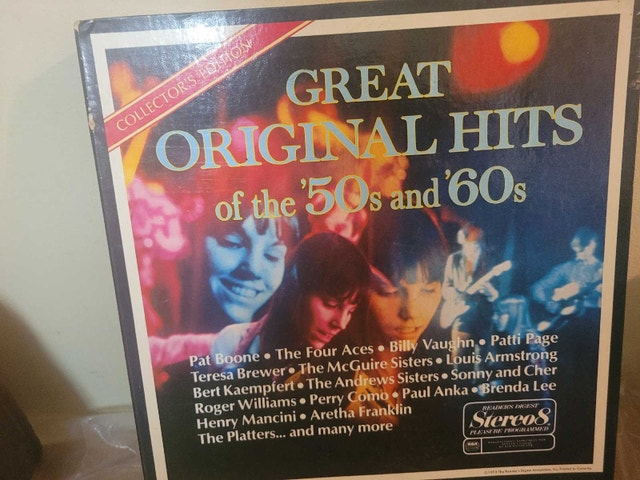 COLLECTOR'S EDITION
GREAT
ORIGINAL HITS
of the '50s and '60s
Pat Boone • The Four Aces • Billy Vaughn • Patti Page
Teresa Brewer • The McGuire Sisters • Louis Armstrong
Bert Kaempfert • The Andrews Sisters • Sonny and Cher
Roger Williams • Perry Como • Paul Anka • Brenda Lee
Henry Mancini • Aretha Franklin
The Platters... and many more
READER'S DIGEST
Stereo8
PLEASURE PROGRAMMED
RCA